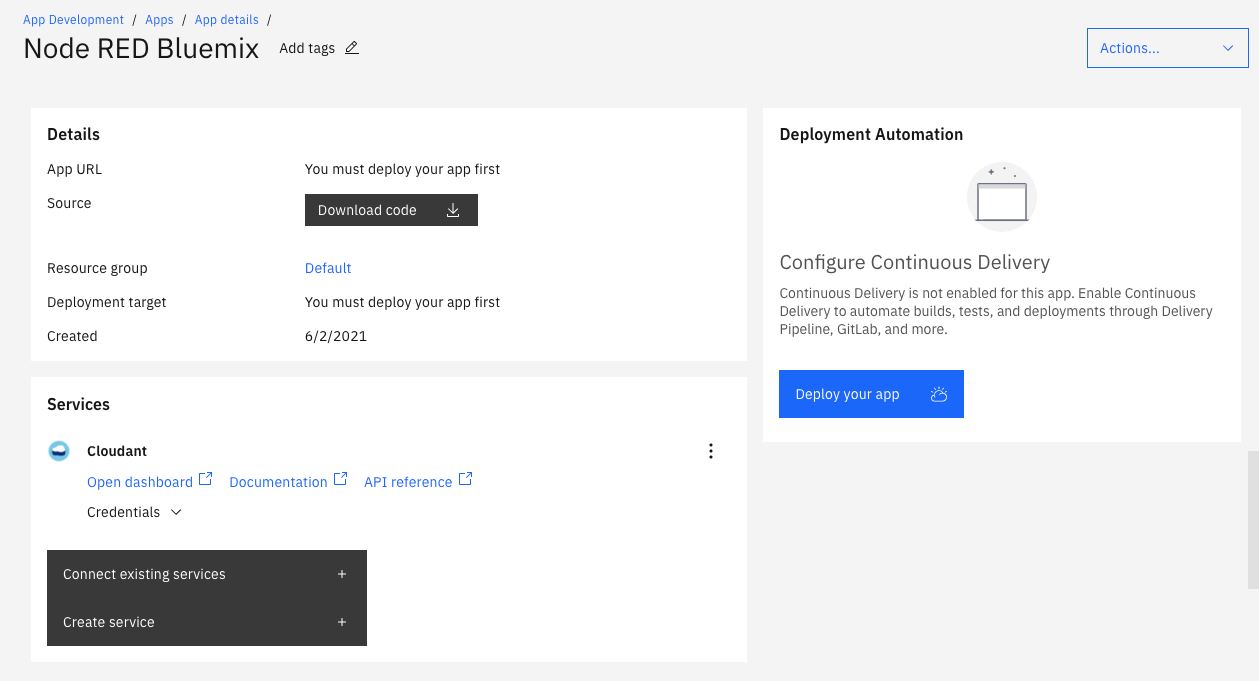 App Development / Apps / App details /
Node RED Bluemix Add tags
Actions...
Details
App URL You must deploy your app first
Source Download code
Resource group Default
Deployment target You must deploy your app first
Created 6/2/2021
Services
Cloudant
Open dashboard Documentation API reference
Credentials
Connect existing services +
Create service +
Deployment Automation
Configure Continuous Delivery
Continuous Delivery is not enabled for this app. Enable Continuous
Delivery to automate builds, tests, and deployments through Delivery
Pipeline, GitLab, and more.
Deploy your app